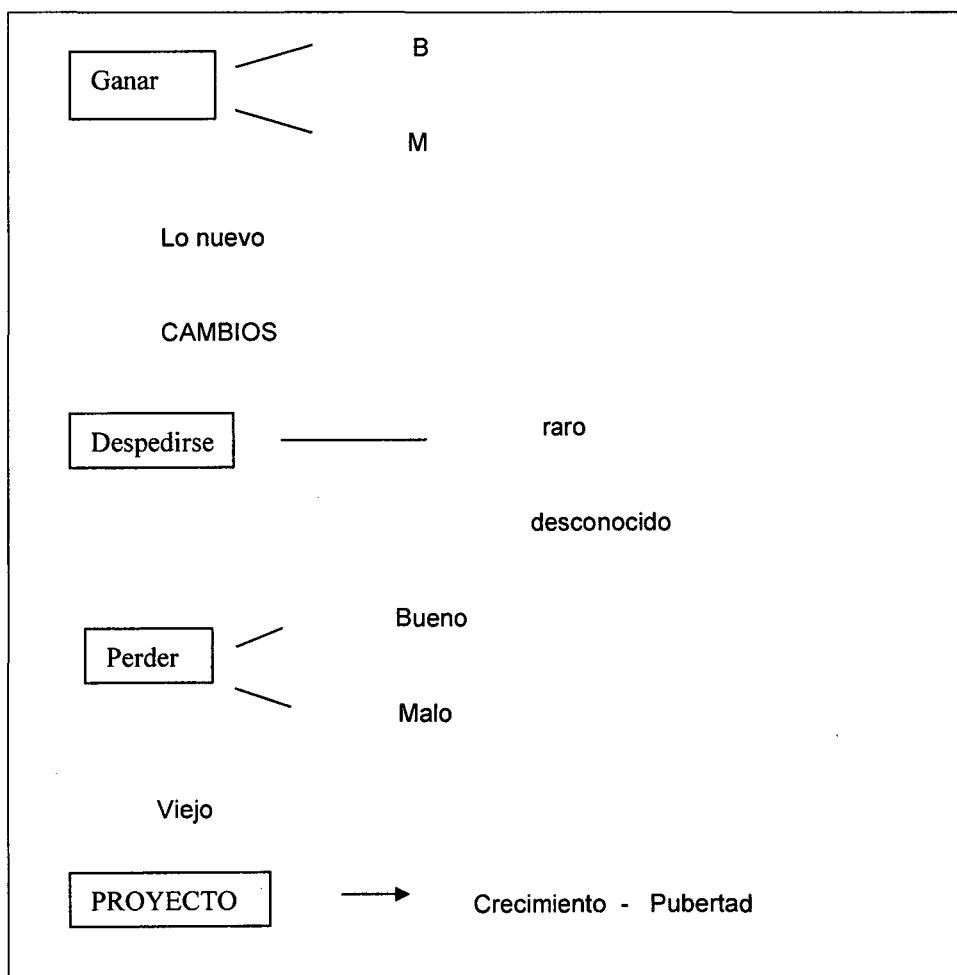 B
Ganar
M
Lo nuevo
CAMBIOS
Despedirse
raro
desconocido
Bueno
Perder
Malo
Viejo
PROYECTO
Crecimiento - Pubertad